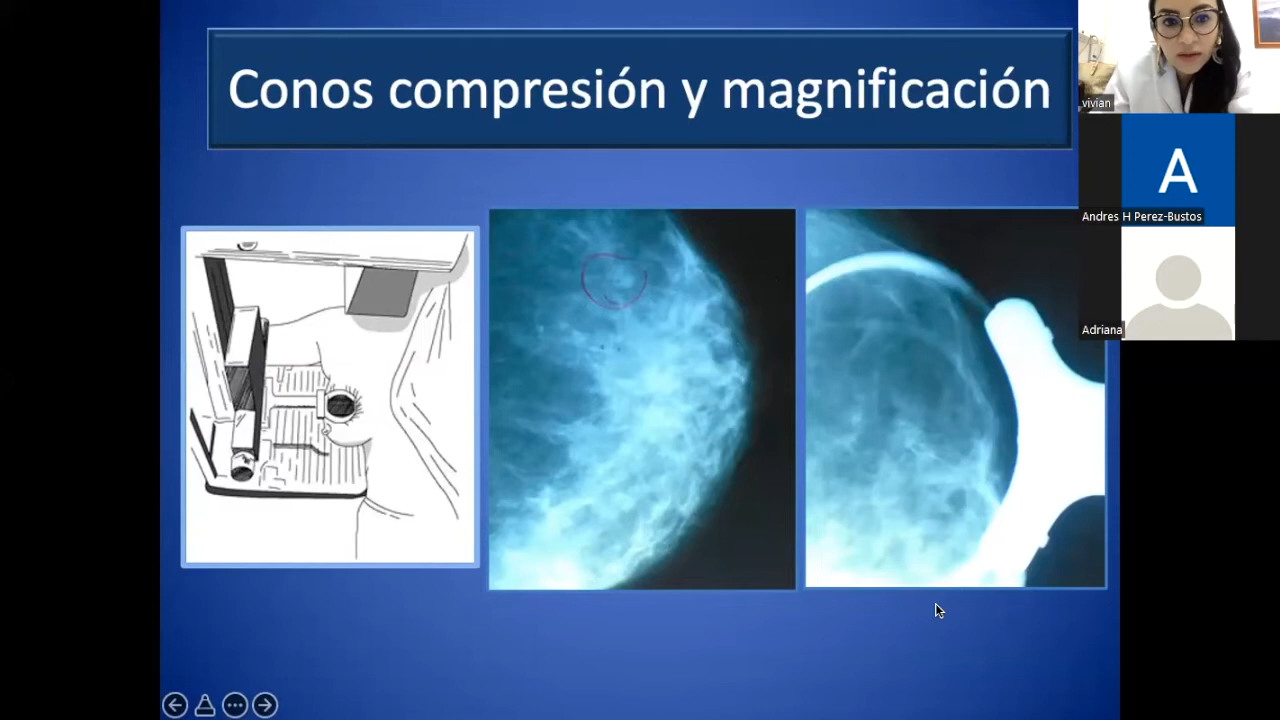 Conos compresión y magnificación
vivian
A
Andres H Perez-Bustos
Adriana